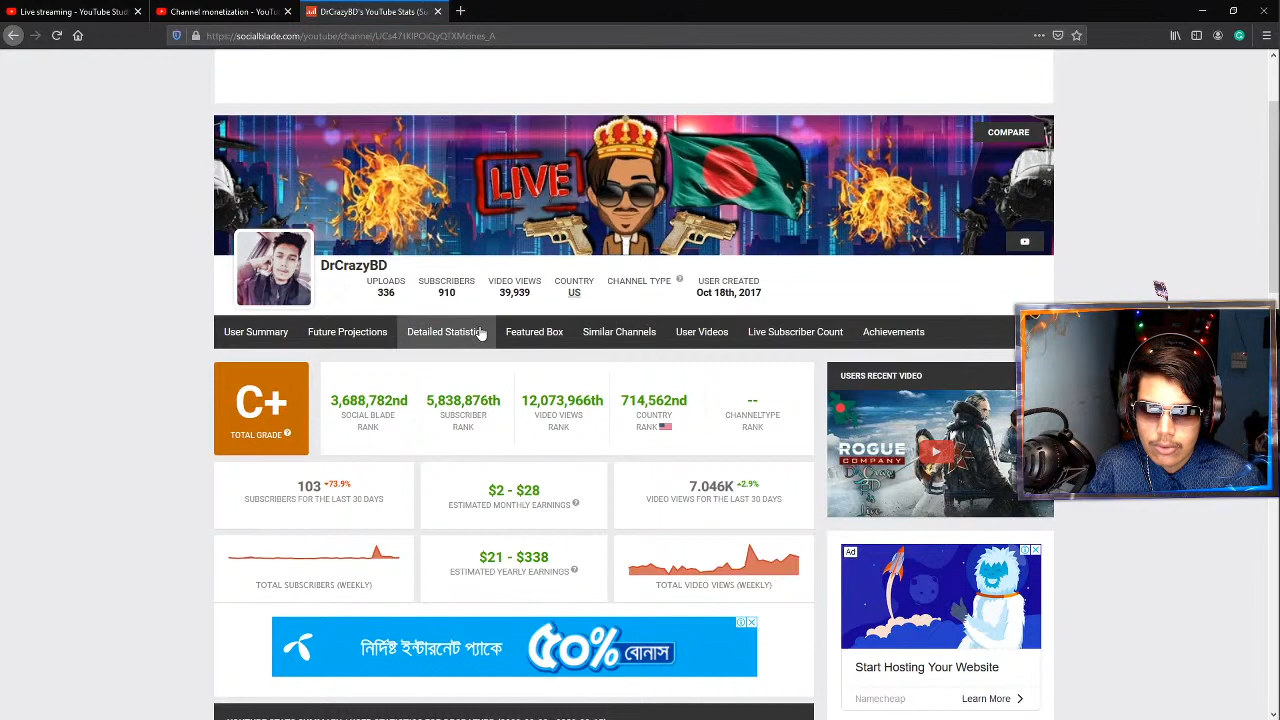 Live streaming - YouTube Stud
Channel monetization - YouTub
DrCrazyBD's YouTube Stats (Su
https://socialblade.com/youtube/channel/UCs47tKIPOiQyQTXMcines_A
COMPARE
LIVE
39
DrCrazyBD
UPLOADS
336
SUBSCRIBERS
910
VIDEO VIEWS
39,939
COUNTRY
US
CHANNEL TYPE
USER CREATED
Oct 18th, 2017
User Summary
Future Projections
Detailed Statistic
Featured Box
Similar Channels
User Videos
Live Subscriber Count
Achievements
C+
TOTAL GRADE
3,688,782nd
SOCIAL BLADE
RANK
5,838,876th
SUBSCRIBER
RANK
12,073,966th
VIDEO VIEWS
RANK
714,562nd
COUNTRY
RANK
--
CHANNELTYPE
RANK
103 -73.9%
SUBSCRIBERS FOR THE LAST 30 DAYS
$2 - $28
ESTIMATED MONTHLY EARNINGS
7.046K +2.9%
VIDEO VIEWS FOR THE LAST 30 DAYS
$21 - $338
ESTIMATED YEARLY EARNINGS
TOTAL SUBSCRIBERS (WEEKLY)
TOTAL VIDEO VIEWS (WEEKLY)
USERS RECENT VIDEO
ROGUE
COMPANY
Live
Ad
Start Hosting Your Website
Namecheap
Learn More
নির্দিষ্ট ইন্টারনেট প্যাকে
৫০% বোনাস